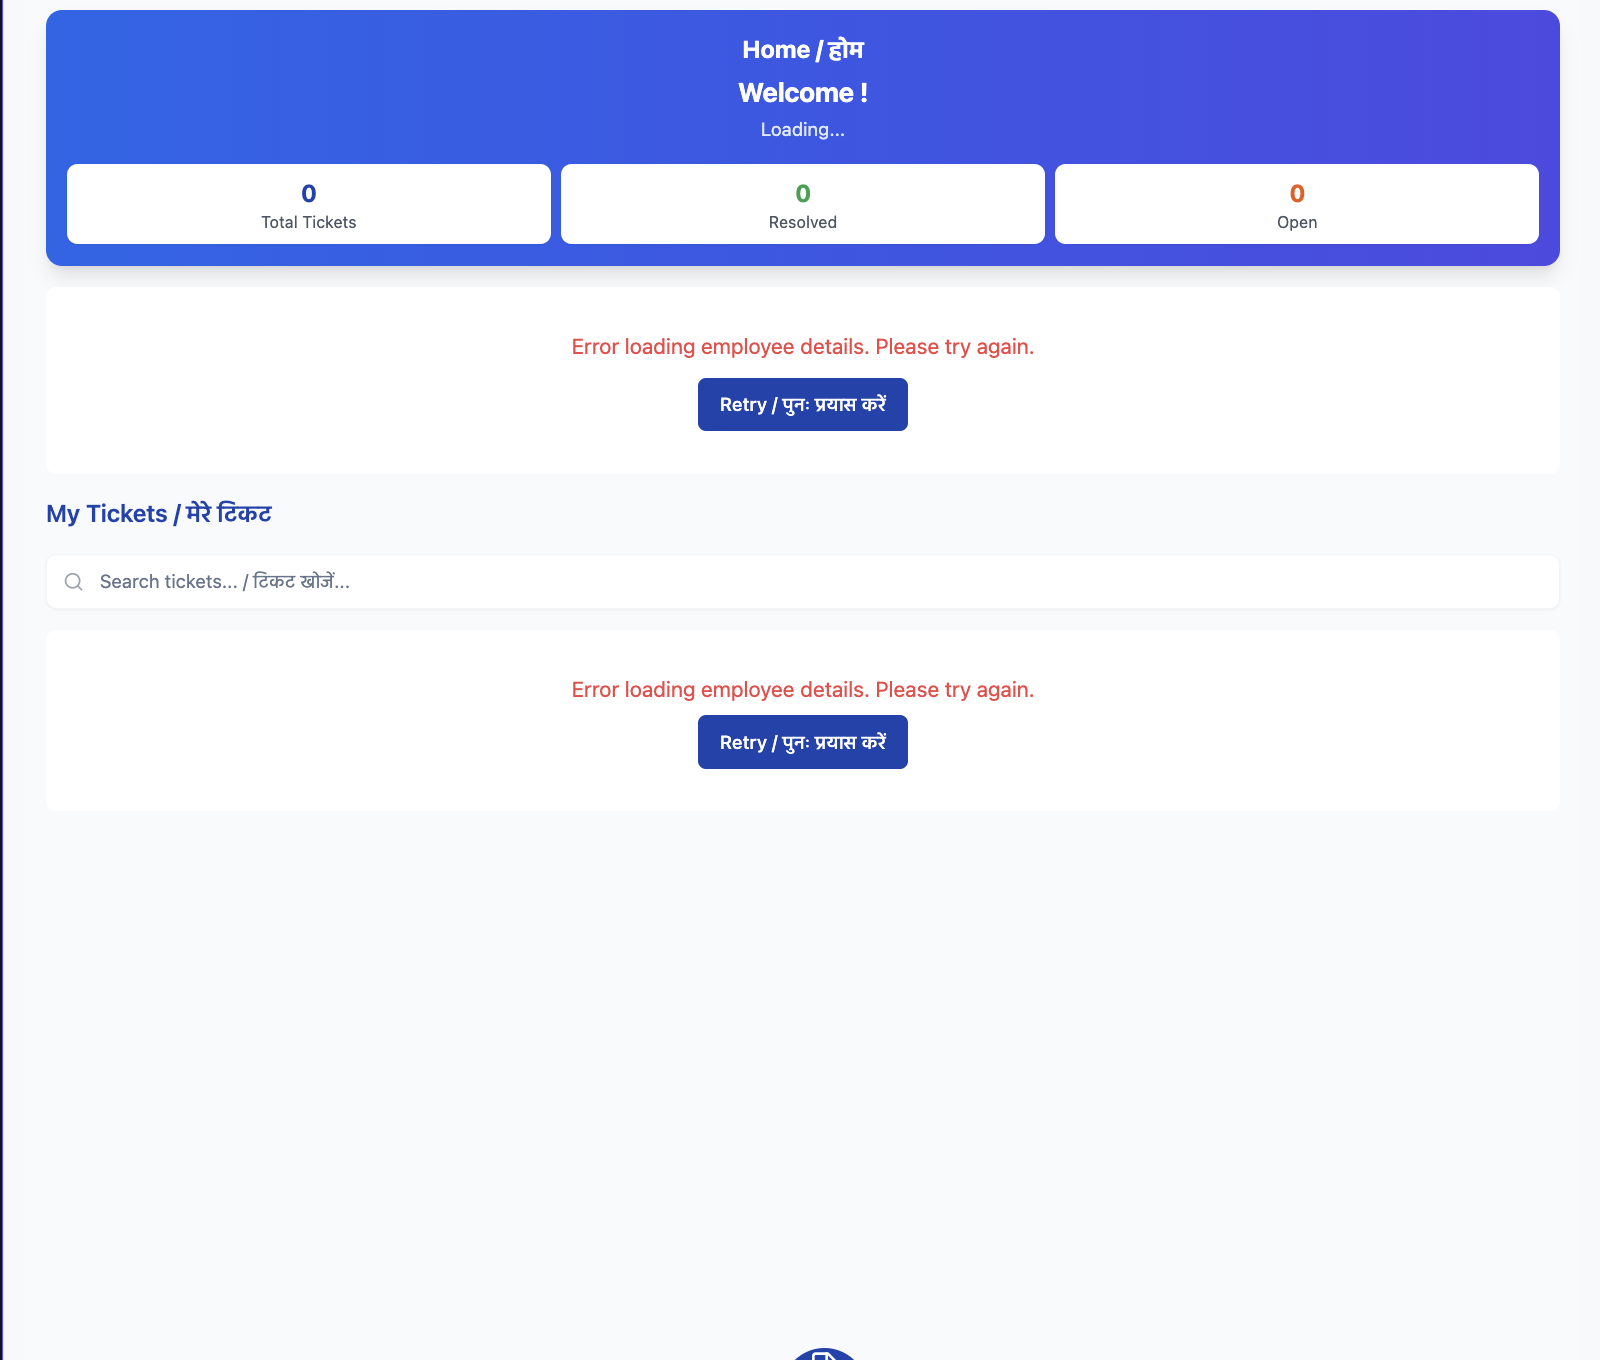 Home / होम
Welcome !
Loading...
0
Total Tickets
0
Resolved
0
Open
Error loading employee details. Please try again.
Retry / पुनः प्रयास करें
My Tickets / मेरे टिकट
Search tickets... / टिकट खोजें...
Error loading employee details. Please try again.
Retry / पुनः प्रयास करें